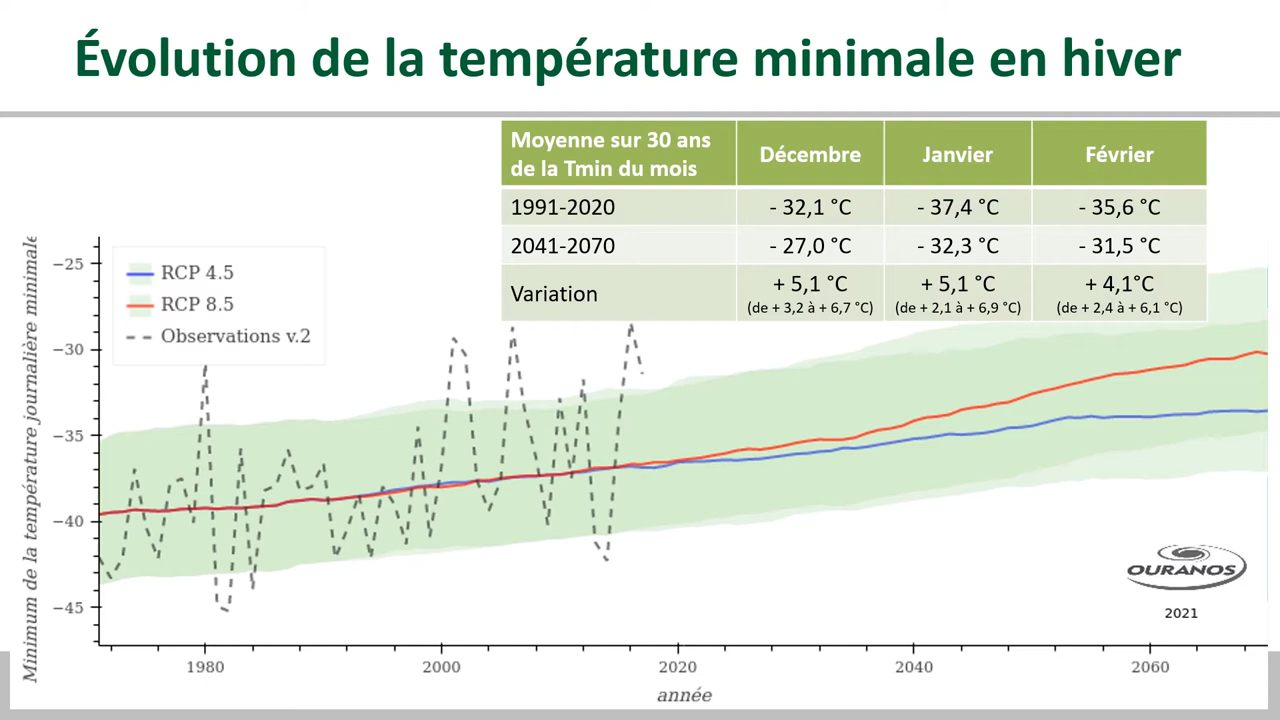 Évolution de la température minimale en hiver
Moyenne sur 30 ans
de la Tmin du mois
Décembre
Janvier
Février
1991-2020
- 32,1 °C
- 37,4 °C
- 35,6 °C
2041-2070
- 27,0 °C
- 32,3 °C
- 31,5 °C
Variation
+ 5,1 °C
(de + 3,2 à + 6,7 °C)
+ 5,1 °C
(de + 2,1 à + 6,9 °C)
+ 4,1°C
(de + 2,4 à + 6,1 °C)
Minimum de la température journalière minimale
−25
−30
−35
−40
−45
RCP 4.5
RCP 8.5
Observations v.2
OURANOS
2021
1980
2000
2020
2040
2060
année